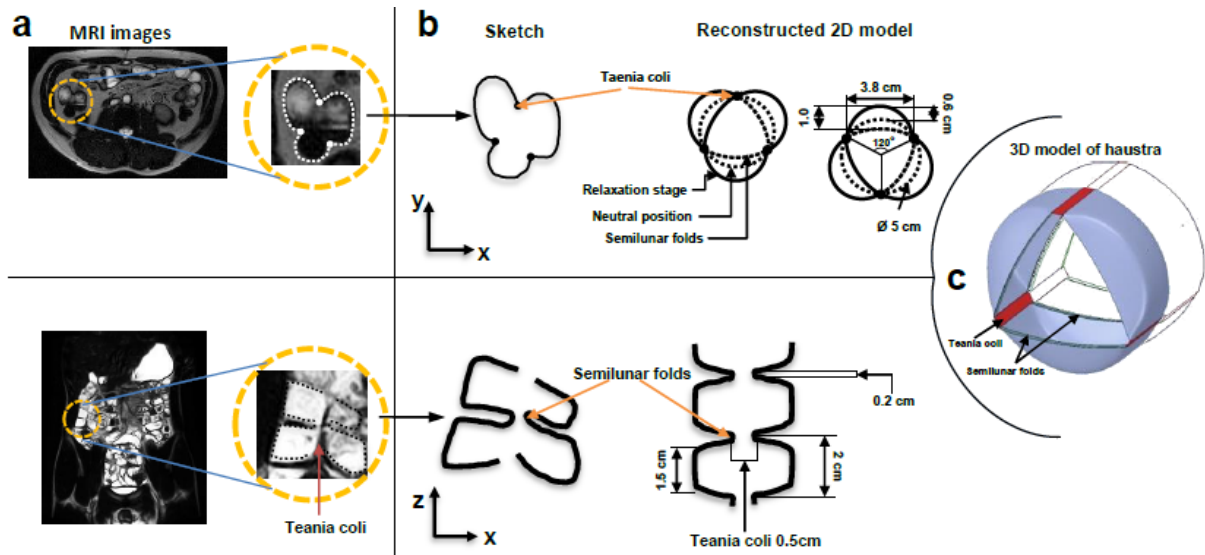 a
MRI images
b
Sketch
Reconstructed 2D model
Taenia coli
3.8 cm
0.6 cm
1.0
120°
Relaxation stage
Neutral position
Semilunar folds
Ø 5 cm
y
x
3D model of haustra
c
Teania coli
Semilunar folds
Semilunar folds
0.2 cm
1.5 cm
2 cm
z
x
Teania coli
Teania coli 0.5cm